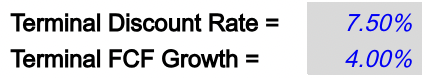 Terminal Discount Rate = 7.50%
Terminal FCF Growth = 4.00%